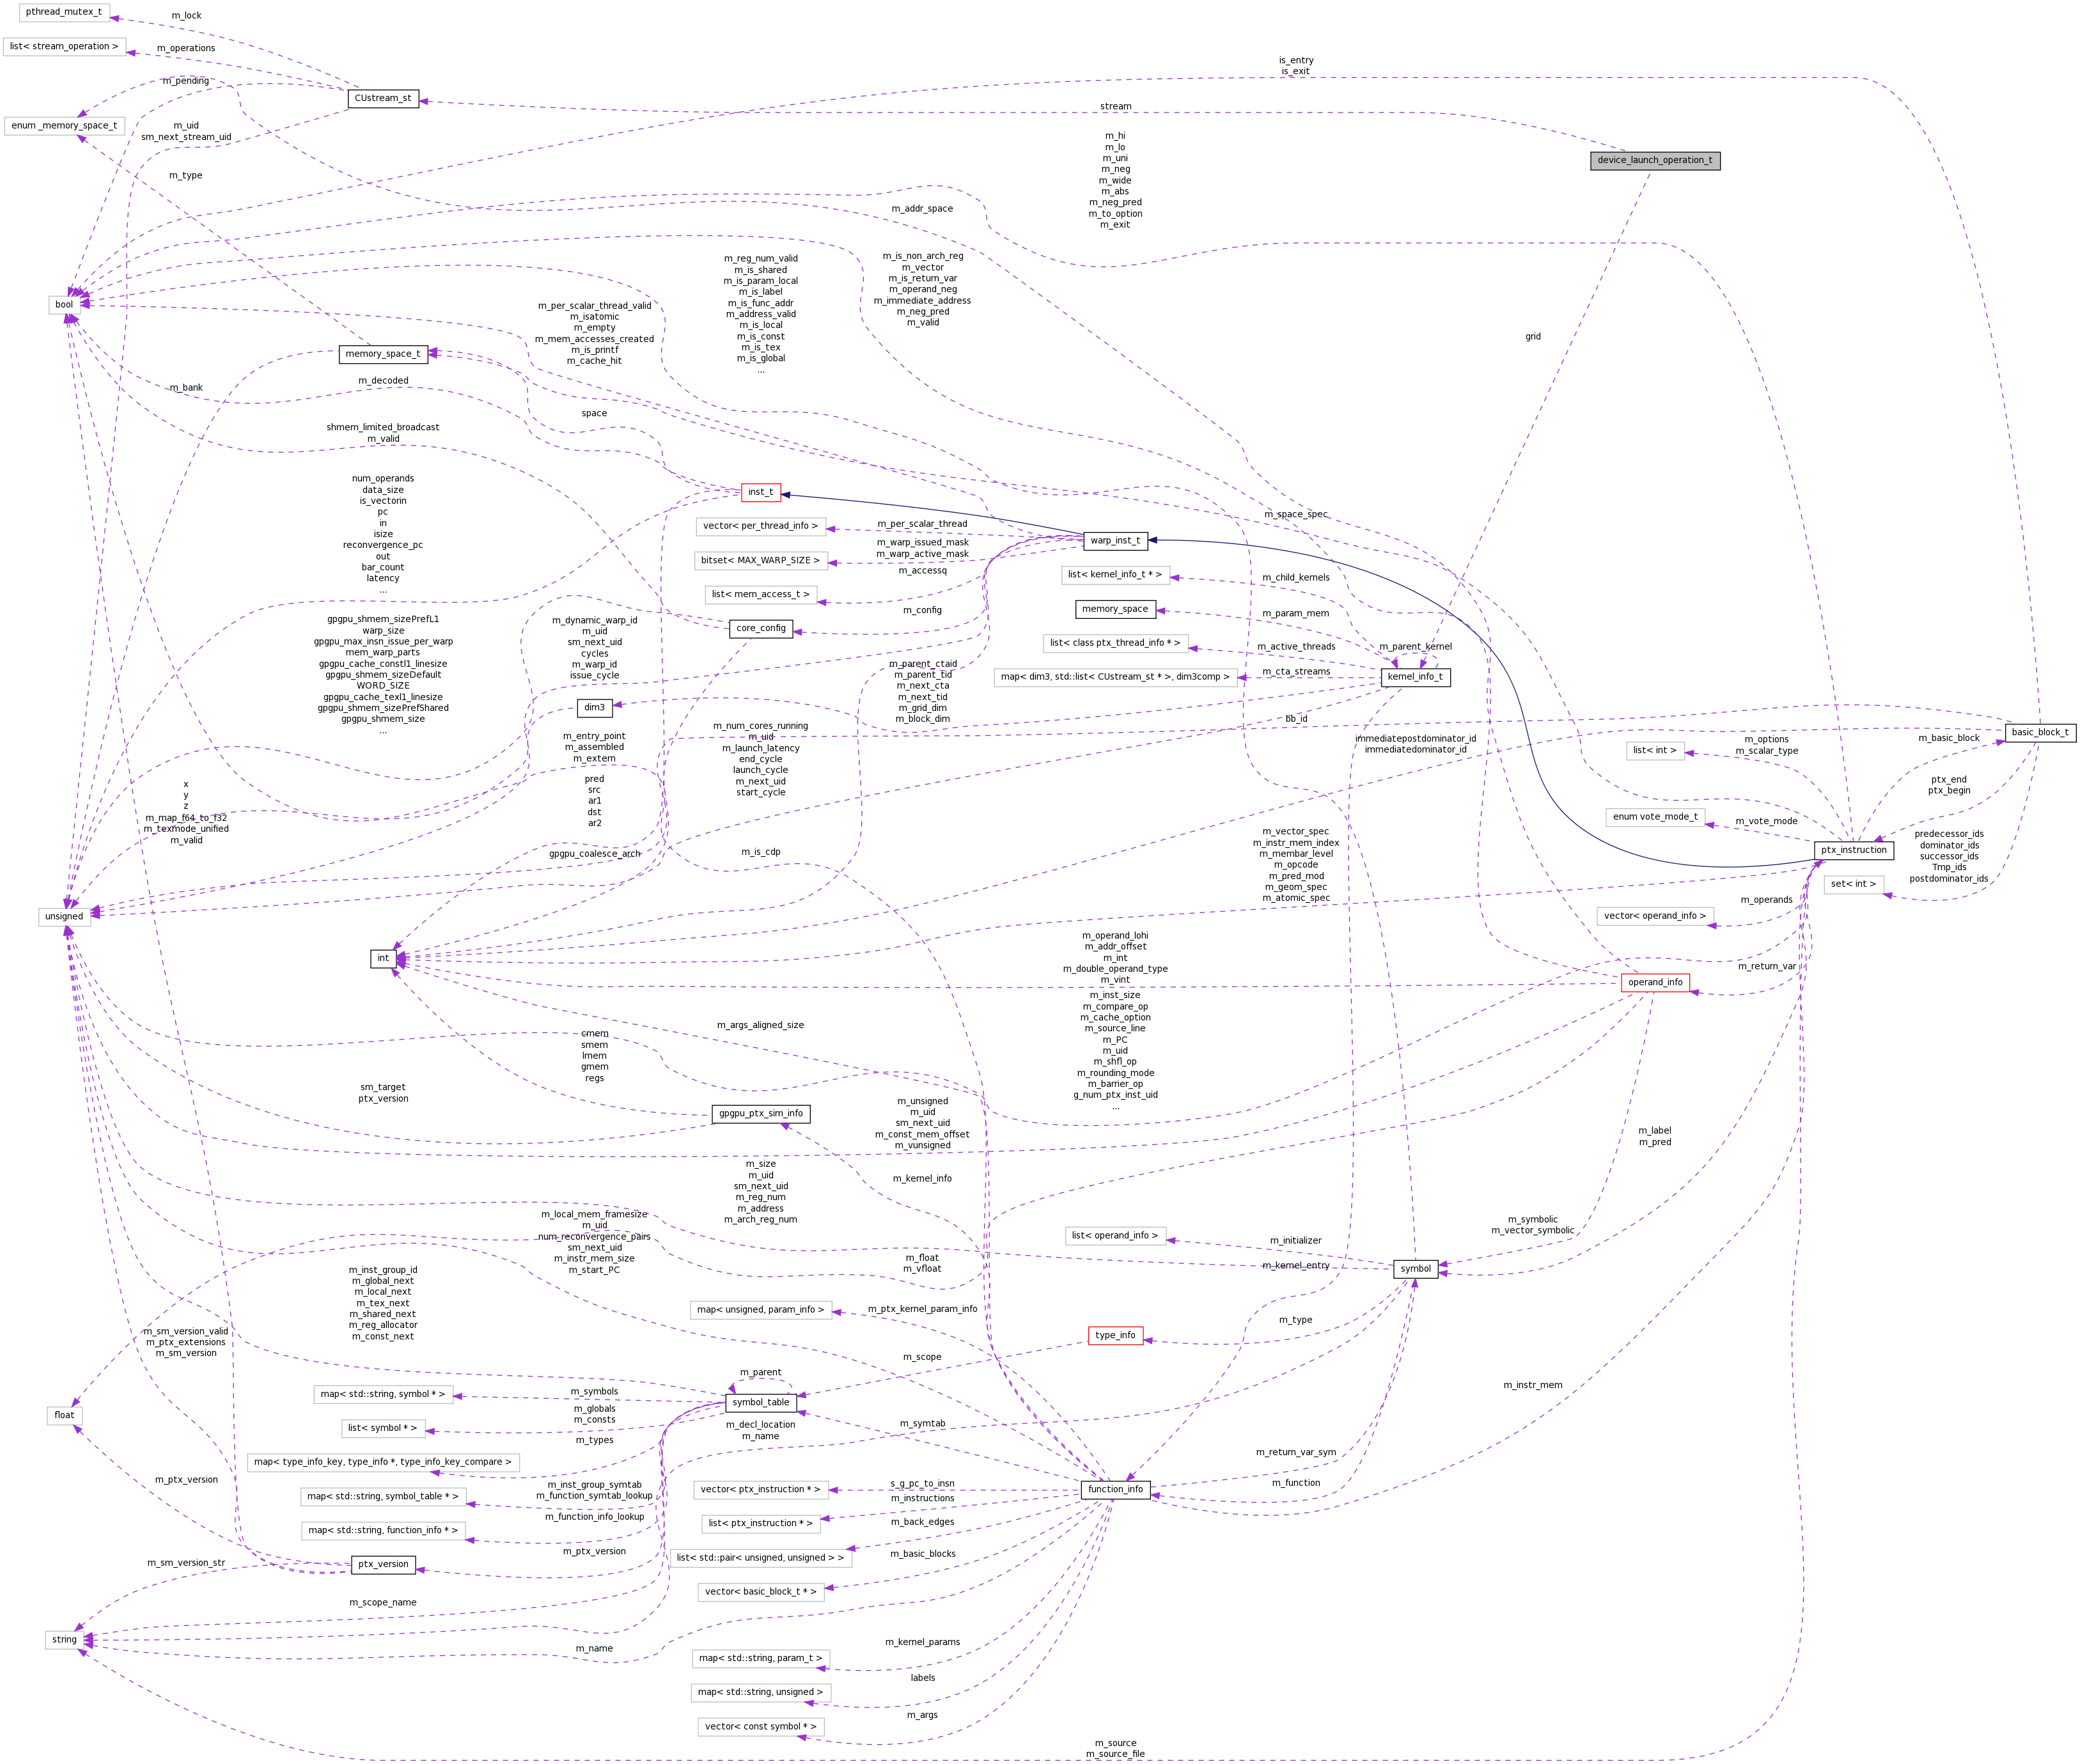 pthread_mutex_t
m_lock
list< stream_operation >
m_operations
is_entry
is_exit
m_pending
CUstream_st
stream
enum _memory_space_t
m_uid
sm_next_stream_uid
m_hi
m_lo
m_uni
m_neg
m_wide
m_abs
m_neg_pred
m_to_option
m_exit
device_launch_operation_t
m_type
m_addr_space
bool
m_reg_num_valid
m_is_shared
m_is_param_local
m_is_label
m_is_func_addr
m_address_valid
m_is_local
m_is_const
m_is_tex
m_is_global
...
m_is_non_arch_reg
m_vector
m_is_return_var
m_operand_neg
m_immediate_address
m_neg_pred
m_valid
m_per_scalar_thread_valid
m_isatomic
m_empty
m_mem_accesses_created
m_is_printf
m_cache_hit
grid
memory_space_t
m_bank
m_decoded
space
shmem_limited_broadcast
m_valid
num_operands
data_size
is_vectorin
pc
in
isize
reconvergence_pc
out
bar_count
latency
...
inst_t
m_space_spec
vector< per_thread_info >
m_per_scalar_thread
warp_inst_t
bitset< MAX_WARP_SIZE >
m_warp_issued_mask
m_warp_active_mask
m_accessq
list< mem_access_t >
list< kernel_info_t * >
m_child_kernels
m_config
core_config
memory_space
m_param_mem
gpgpu_shmem_sizePrefL1
warp_size
gpgpu_max_insn_issue_per_warp
mem_warp_parts
gpgpu_cache_constl1_linesize
gpgpu_shmem_sizeDefault
WORD_SIZE
gpgpu_cache_texl1_linesize
gpgpu_shmem_sizePrefShared
gpgpu_shmem_size
...
m_dynamic_warp_id
m_uid
sm_next_uid
cycles
m_warp_id
issue_cycle
list< class ptx_thread_info * >
m_active_threads
m_parent_kernel
map< dim3, std::list< CUstream_st * >, dim3comp >
m_cta_streams
kernel_info_t
m_parent_ctaid
m_parent_tid
m_next_cta
m_next_tid
m_grid_dim
m_block_dim
dim3
bb_id
m_entry_point
m_assembled
m_extern
m_num_cores_running
m_uid
m_launch_latency
end_cycle
launch_cycle
m_next_uid
start_cycle
immediatepostdominator_id
immediatedominator_id
list< int >
m_options
m_scalar_type
m_basic_block
basic_block_t
ptx_end
ptx_begin
x
y
z
m_map_f64_to_f32
m_texmode_unified
m_valid
pred
src
ar1
dst
ar2
enum vote_mode_t
m_vote_mode
ptx_instruction
gpgpu_coalesce_arch
m_is_cdp
m_vector_spec
m_instr_mem_index
m_membar_level
m_opcode
m_pred_mod
m_geom_spec
m_atomic_spec
predecessor_ids
dominator_ids
successor_ids
Tmp_ids
postdominator_ids
set< int >
m_operands
vector< operand_info >
unsigned
int
m_operand_lohi
m_addr_offset
m_int
m_double_operand_type
m_vint
m_return_var
operand_info
m_args_aligned_size
m_inst_size
m_compare_op
m_cache_option
m_source_line
m_PC
m_uid
m_shfl_op
m_rounding_mode
m_barrier_op
g_num_ptx_inst_uid
...
cmem
smem
lmem
gmem
regs
sm_target
ptx_version
gpgpu_ptx_sim_info
m_unsigned
m_uid
sm_next_uid
m_const_mem_offset
m_vunsigned
m_label
m_pred
m_kernel_info
m_size
m_uid
sm_next_uid
m_reg_num
m_address
m_arch_reg_num
m_symbolic
m_vector_symbolic
m_local_mem_framesize
m_uid
num_reconvergence_pairs
sm_next_uid
m_instr_mem_size
m_start_PC
list< operand_info >
m_initializer
m_float
m_vfloat
m_kernel_entry
symbol
m_inst_group_id
m_global_next
m_local_next
m_tex_next
m_shared_next
m_reg_allocator
m_const_next
map< unsigned, param_info >
m_ptx_kernel_param_info
m_type
type_info
m_sm_version_valid
m_ptx_extensions
m_sm_version
m_scope
m_parent
m_instr_mem
map< std::string, symbol * >
m_symbols
symbol_table
float
m_globals
m_consts
list< symbol * >
m_decl_location
m_name
m_symtab
m_types
map< type_info_key, type_info *, type_info_key_compare >
m_return_var_sym
m_ptx_version
m_inst_group_symtab
m_function_symtab_lookup
map< std::string, symbol_table * >
vector< ptx_instruction * >
s_g_pc_to_insn
function_info
m_function
m_instructions
list< ptx_instruction * >
m_function_info_lookup
map< std::string, function_info * >
m_back_edges
list< std::pair< unsigned, unsigned > >
m_sm_version_str
ptx_version
m_ptx_version
m_basic_blocks
vector< basic_block_t * >
m_scope_name
string
m_name
m_kernel_params
map< std::string, param_t >
labels
map< std::string, unsigned >
m_args
vector< const symbol * >
m_source
m_source_file